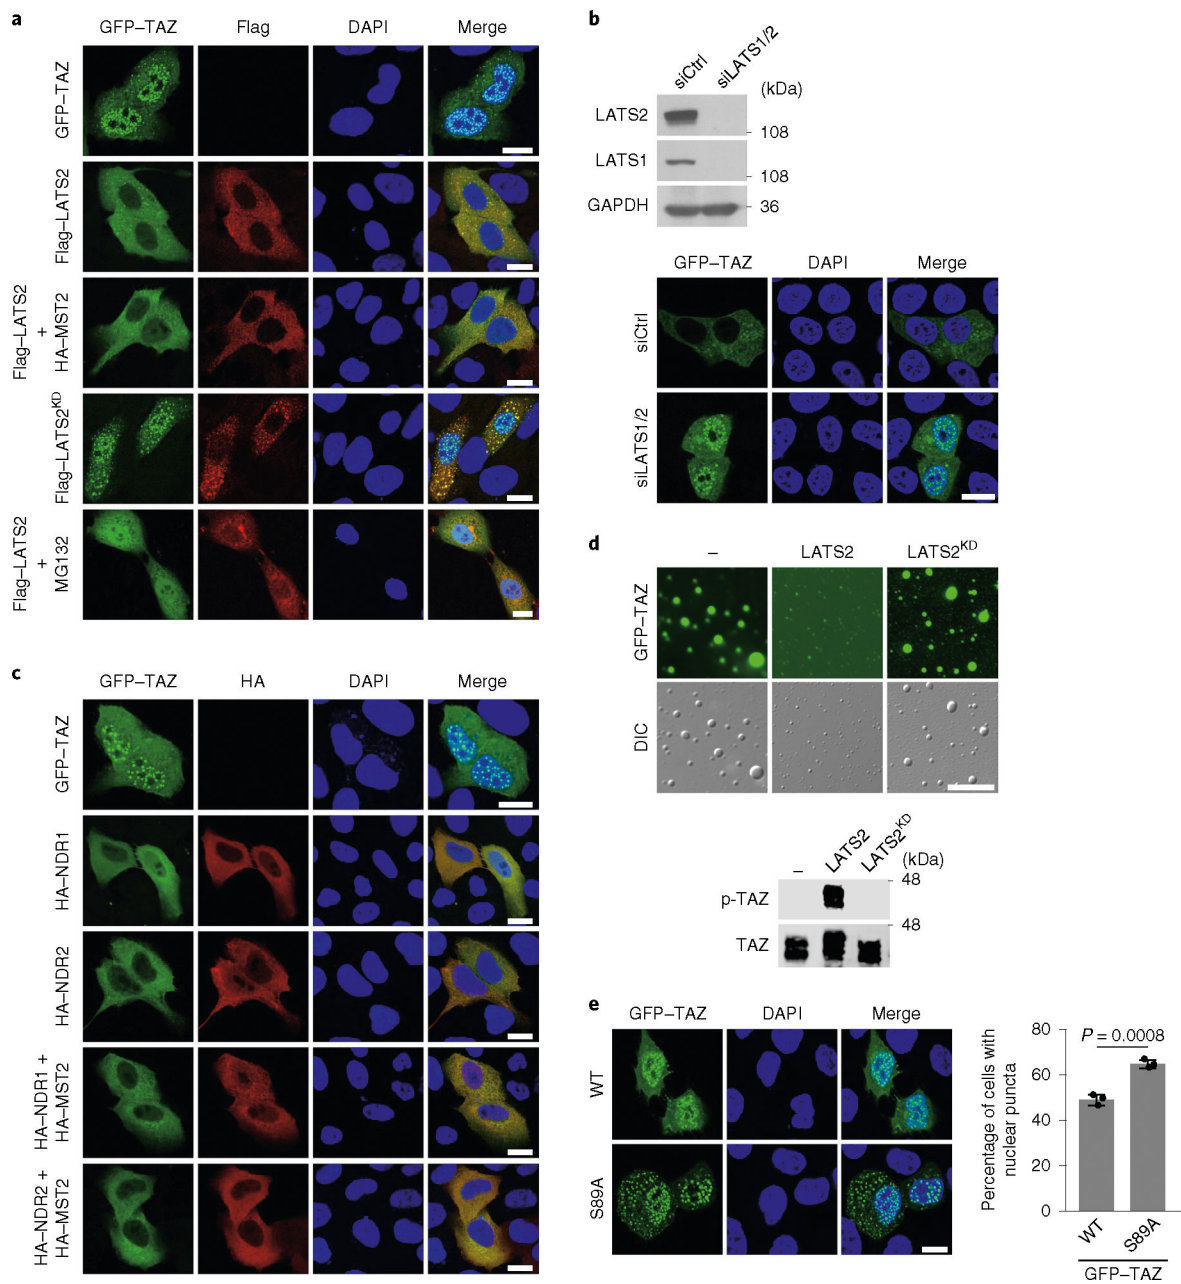 a
GFP–TAZ Flag DAPI Merge
GFP–TAZ
Flag–LATS2
Flag–LATS2
+
HA–MST2
Flag–LATS2KD
Flag–LATS2
+
MG132
b
siCtrl siLATS1/2
(kDa)
LATS2
108
LATS1
108
GAPDH 36
GFP–TAZ DAPI Merge
siCtrl
siLATS1/2
c
GFP–TAZ HA DAPI Merge
GFP–TAZ
HA–NDR1
HA–NDR2
HA–NDR1 +
HA–MST2
HA–NDR2 +
HA–MST2
d
– LATS2 LATS2KD
GFP–TAZ
DIC
– LATS2 LATS2KD (kDa)
48
p-TAZ
48
TAZ
e
GFP–TAZ DAPI Merge
WT
S89A
Percentage of cells with
nuclear puncta
80
60
40
20
0
P = 0.0008
WT S89A
GFP–TAZ